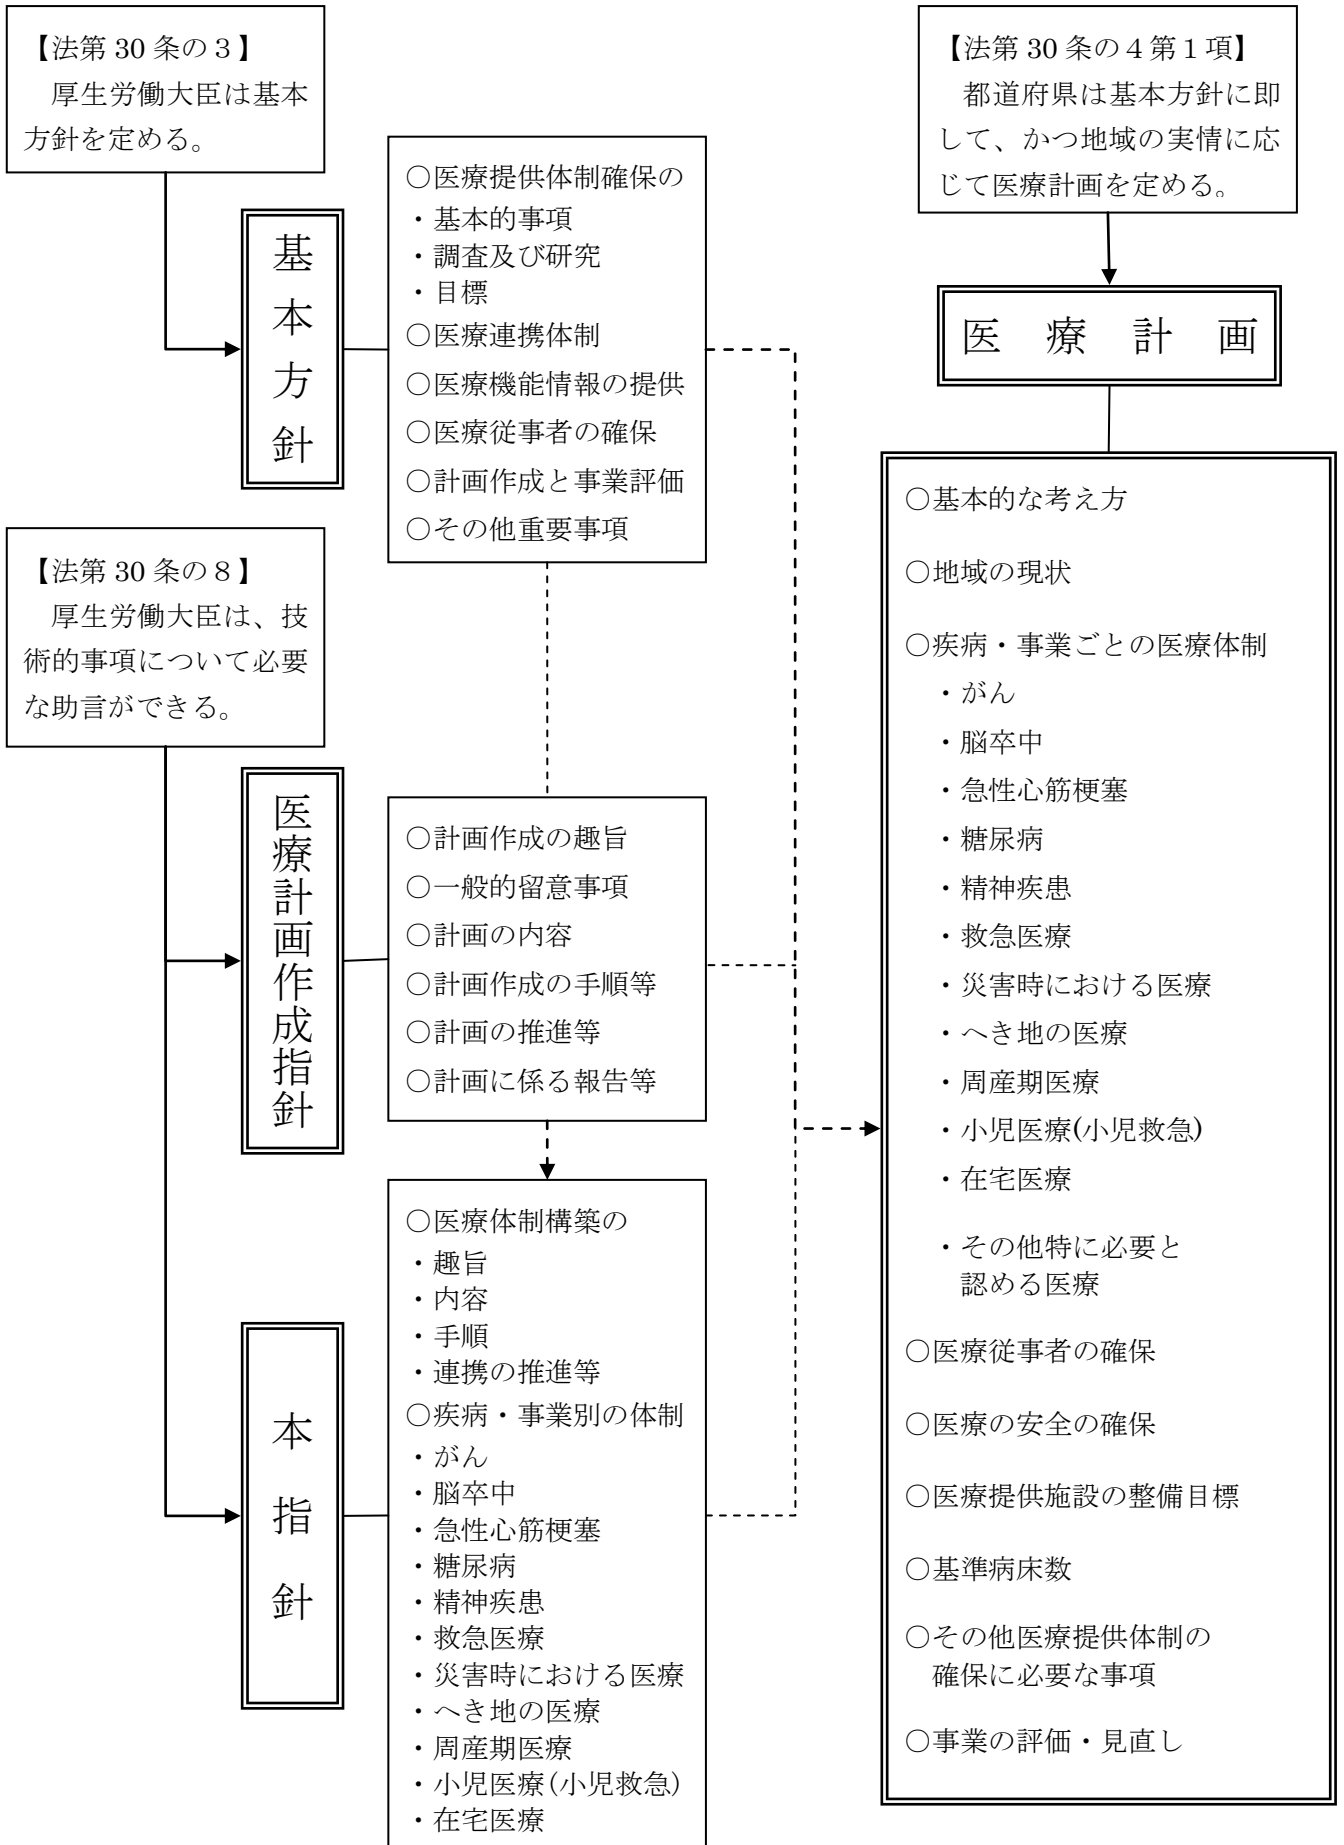 【法第 30 条の３】
厚生労働大臣は基本
方針を定める。
基本方針
○医療提供体制確保の
・基本的事項
・調査及び研究
・目標
○医療連携体制
○医療機能情報の提供
○医療従事者の確保
○計画作成と事業評価
○その他重要事項
【法第 30 条の８】
厚生労働大臣は、技
術的事項について必要
な助言ができる。
医療計画作成指針
○計画作成の趣旨
○一般的留意事項
○計画の内容
○計画作成の手順等
○計画の推進等
○計画に係る報告等
本指針
○医療体制構築の
・趣旨
・内容
・手順
・連携の推進等
○疾病・事業別の体制
・がん
・脳卒中
・急性心筋梗塞
・糖尿病
・精神疾患
・救急医療
・災害時における医療
・へき地の医療
・周産期医療
・小児医療(小児救急)
・在宅医療
【法第 30 条の４第１項】
都道府県は基本方針に即
して、かつ地域の実情に応
じて医療計画を定める。
医 療 計 画
○基本的な考え方
○地域の現状
○疾病・事業ごとの医療体制
・がん
・脳卒中
・急性心筋梗塞
・糖尿病
・精神疾患
・救急医療
・災害時における医療
・へき地の医療
・周産期医療
・小児医療(小児救急)
・在宅医療
・その他特に必要と
認める医療
○医療従事者の確保
○医療の安全の確保
○医療提供施設の整備目標
○基準病床数
○その他医療提供体制の
確保に必要な事項
○事業の評価・見直し